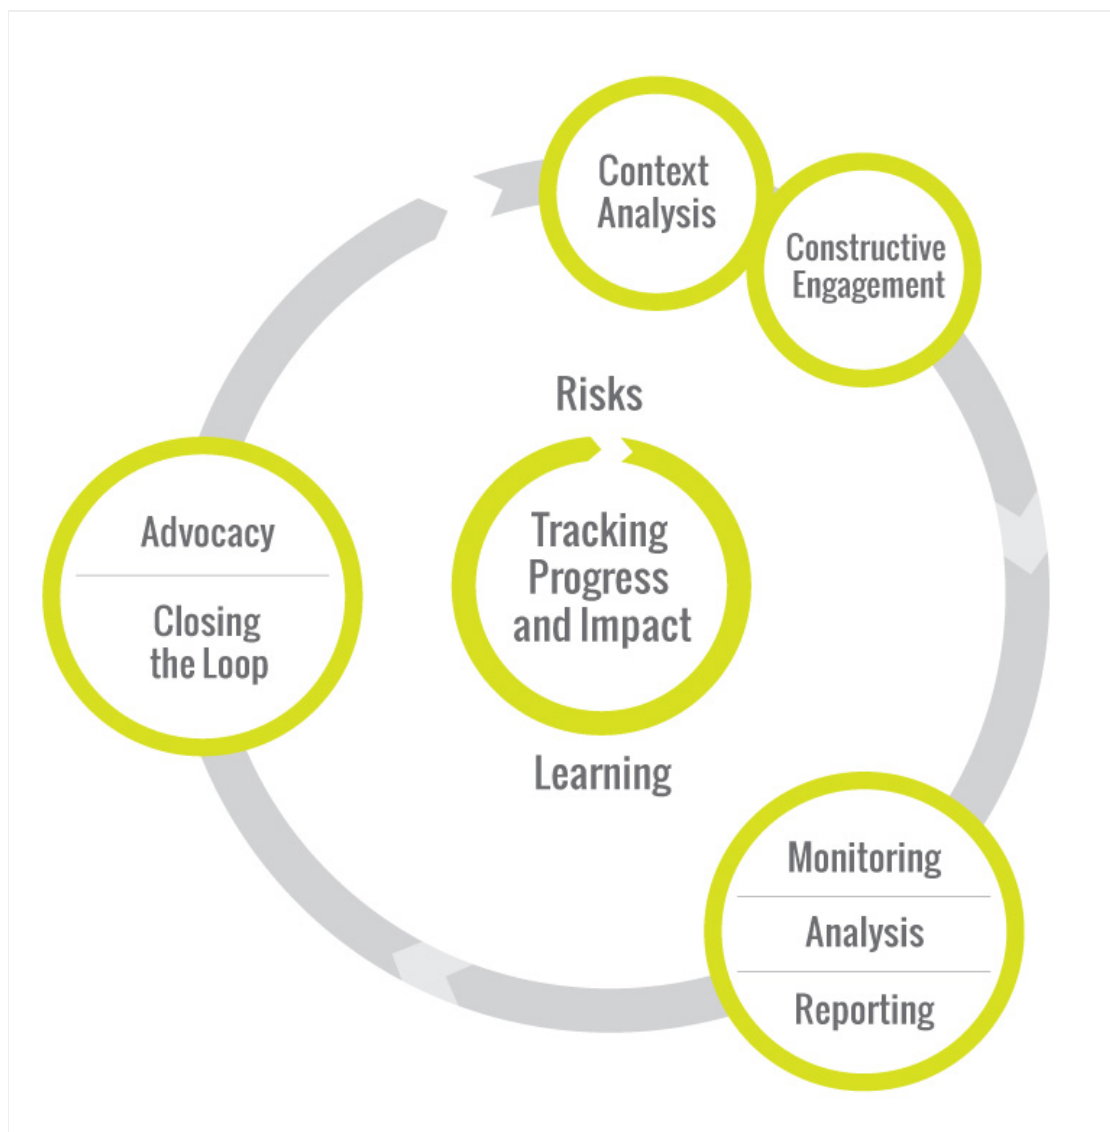 Context
Analysis
Constructive
Engagement
Risks
Tracking
Progress
and Impact
Learning
Monitoring
Analysis
Reporting
Advocacy
Closing
the Loop